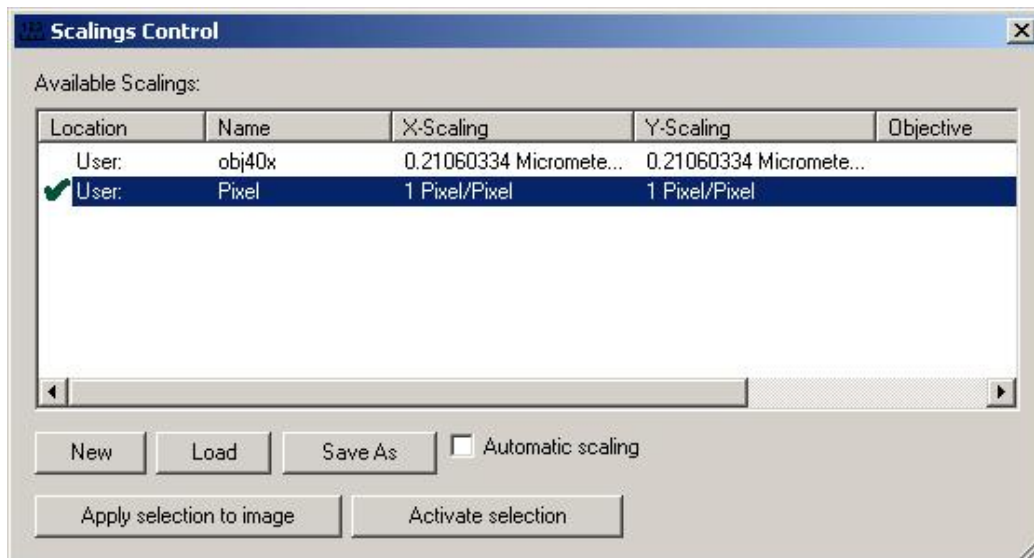 Scalings Control
Available Scalings:
Location Name X-Scaling Y-Scaling Objective
User: obj40x 0.21060334 Micromete... 0.21060334 Micromete...
User: Pixel 1 Pixel/Pixel 1 Pixel/Pixel
New Load Save As Automatic scaling
Apply selection to image Activate selection